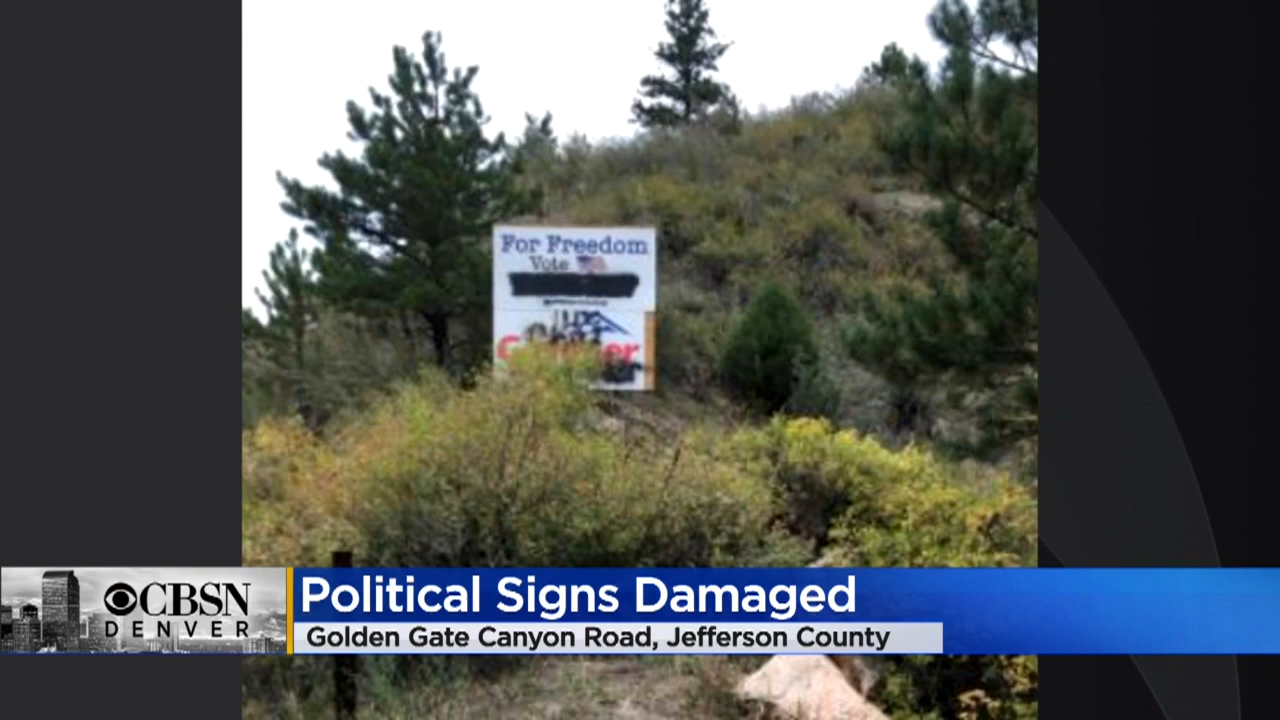 For Freedom
Vote
CBSN
DENVER
Political Signs Damaged
Golden Gate Canyon Road, Jefferson County